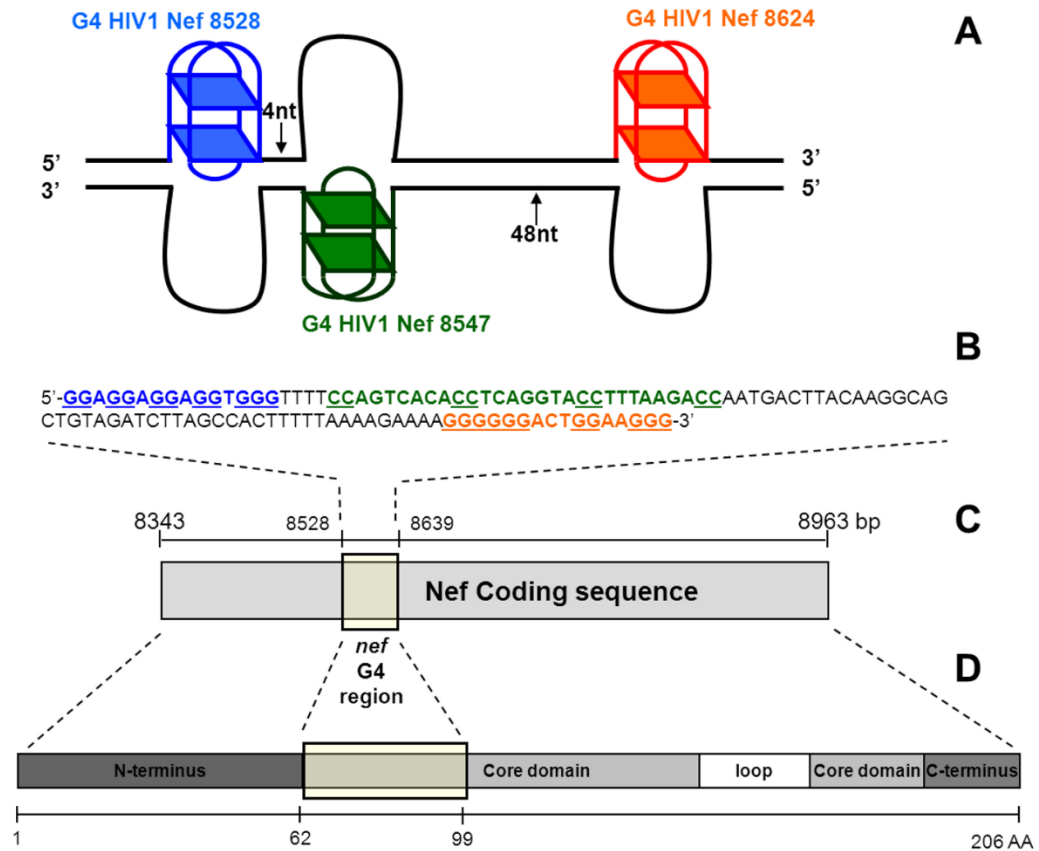 G4 HIV1 Nef 8528
G4 HIV1 Nef 8624
A
4nt
5’
3’
3’
5’
48nt
G4 HIV1 Nef 8547
B
5’-GGAGGAGGAGGTGGGTTTTCCAGTCACACCTCAGGTACCTTTAAGACCAATGACTTACAAGGCAG
CTGTAGATCTTAGCCACTTTTTAAAAGAAAAGGGGGGACTGGAAGGG-3’
8343
8528
8639
8963 bp
C
Nef Coding sequence
nef
G4
region
D
N-terminus
Core domain
loop
Core domain
C-terminus
1
62
99
206 AA